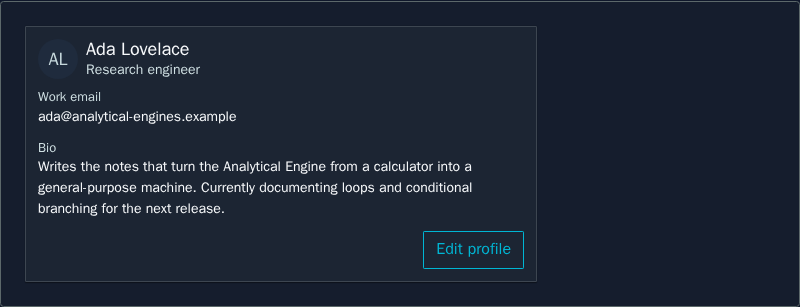 AL
Ada Lovelace
Research engineer
Work email
ada@analytical-engines.example
Bio
Writes the notes that turn the Analytical Engine from a calculator into a
general-purpose machine. Currently documenting loops and conditional
branching for the next release.
Edit profile